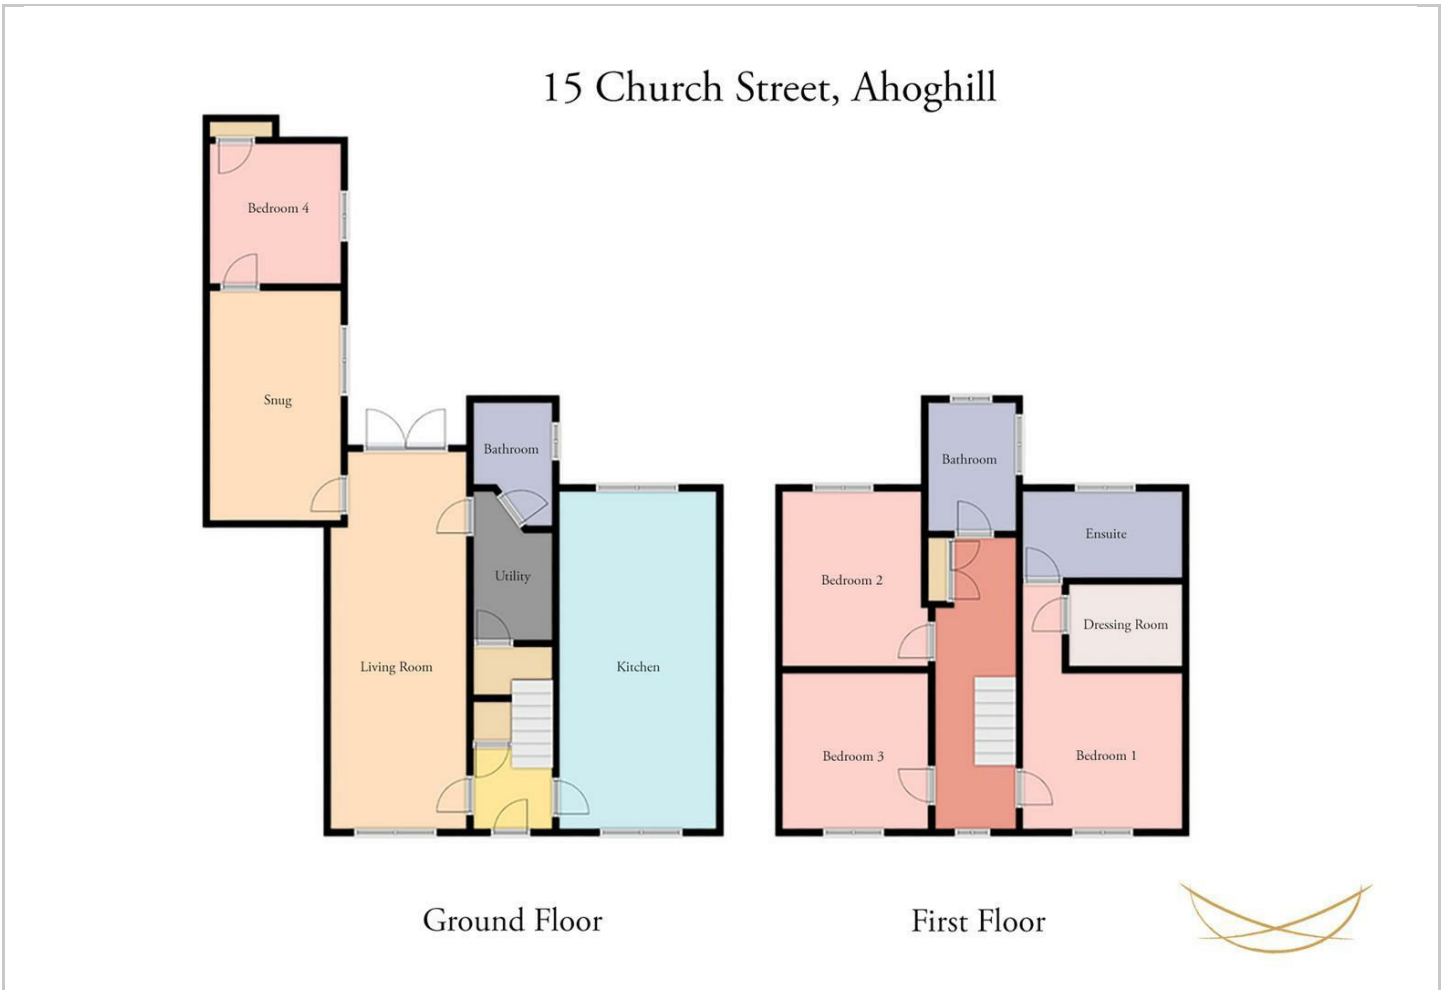 15 Church Street, Ahoghill
Bedroom 4
Snug
Bathroom
Utility
Living Room
Kitchen
Bathroom
Ensuite
Bedroom 2
Dressing Room
Bedroom 3
Bedroom 1
Ground Floor
First Floor